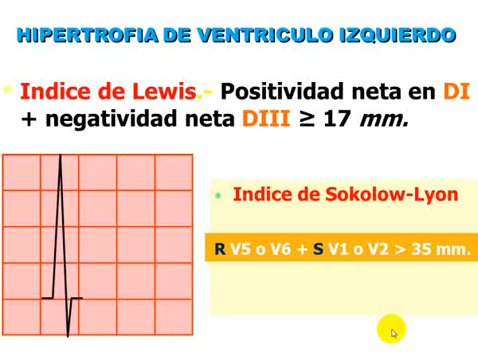 HIPERTROFIA DE VENTRICULO IZQUIERDO
Indice de Lewis.- Positividad neta en DI
+ negatividad neta DIII ≥ 17 mm.
Indice de Sokolow-Lyon
R V5 o V6 + S V1 o V2 > 35 mm.